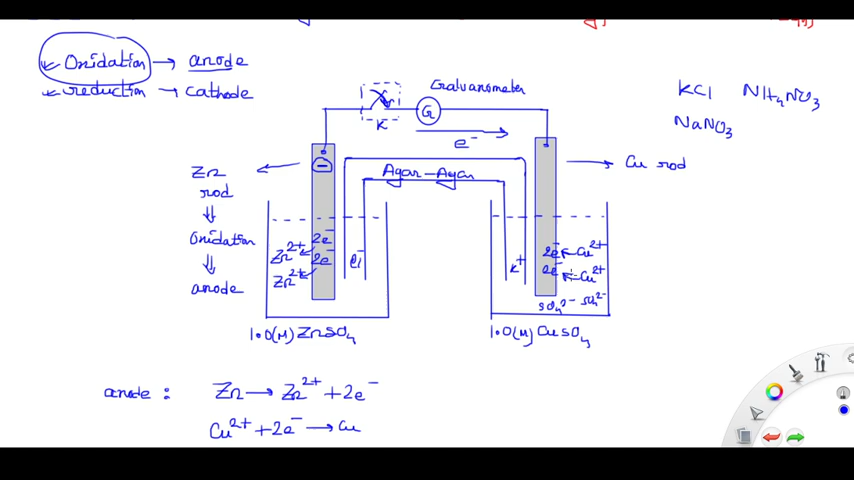 Oxidation → anode
reduction → cathode
Galvanometer
KCl NH4NO3
NaNO3
K
G
e⁻
Agar-Agar
Zn rod
⇓
Oxidation
⇓
anode
−
Zn²⁺ 2e⁻
Zn²⁺ 2e⁻
Cl⁻
→ Cu rod
K⁺
2e⁻ ← Cu²⁺
2e⁻ ← Cu²⁺
SO4²⁻ SO4²⁻
1.0(M) ZnSO4
1.0(M) CuSO4
anode : Zn → Zn²⁺ + 2e⁻
Cu²⁺ + 2e⁻ → Cu